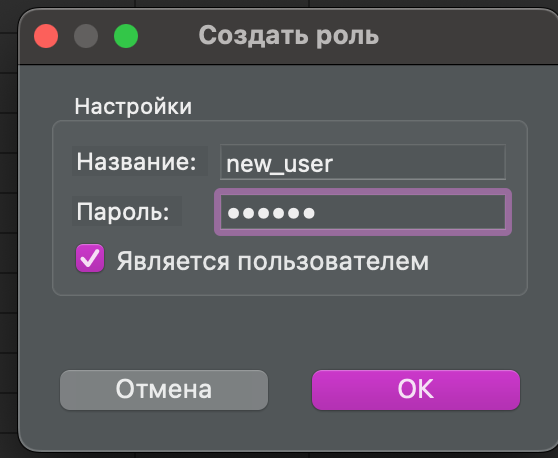 Создать роль
Настройки
Название: new_user
Пароль: ••••••
Является пользователем
Отмена OK